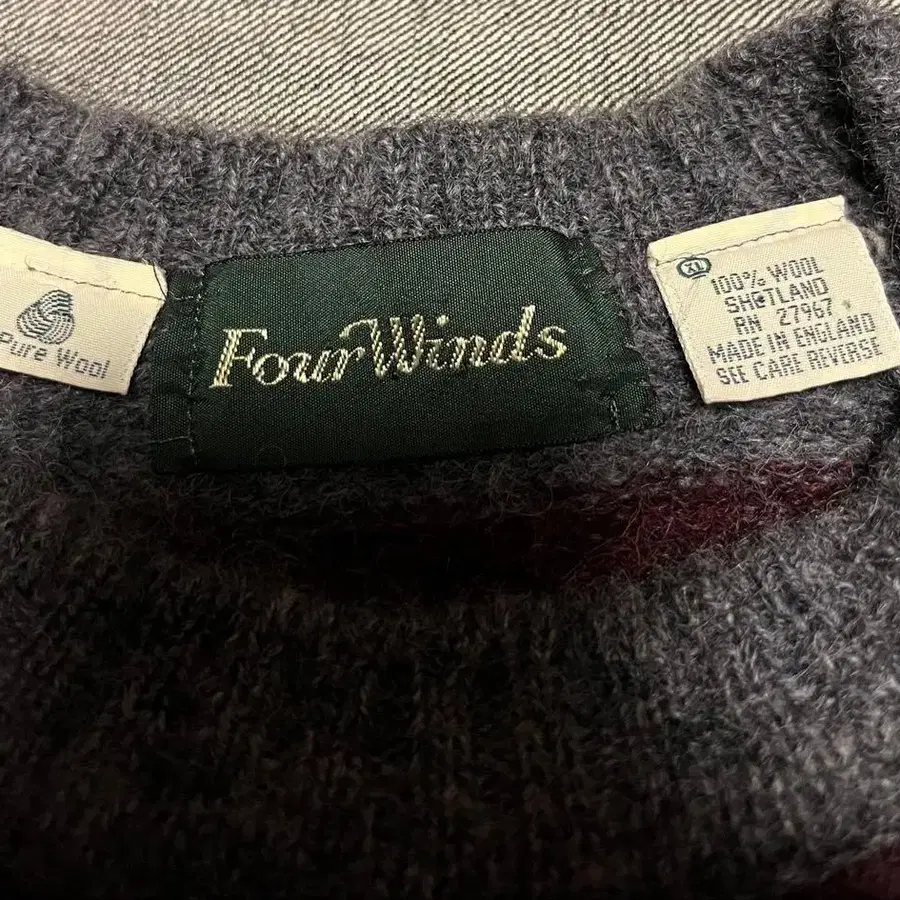 Pure Wool
Four Winds
XL
100% WOOL
SHETLAND
RN 27967
MADE IN ENGLAND
SEE CARE REVERSE